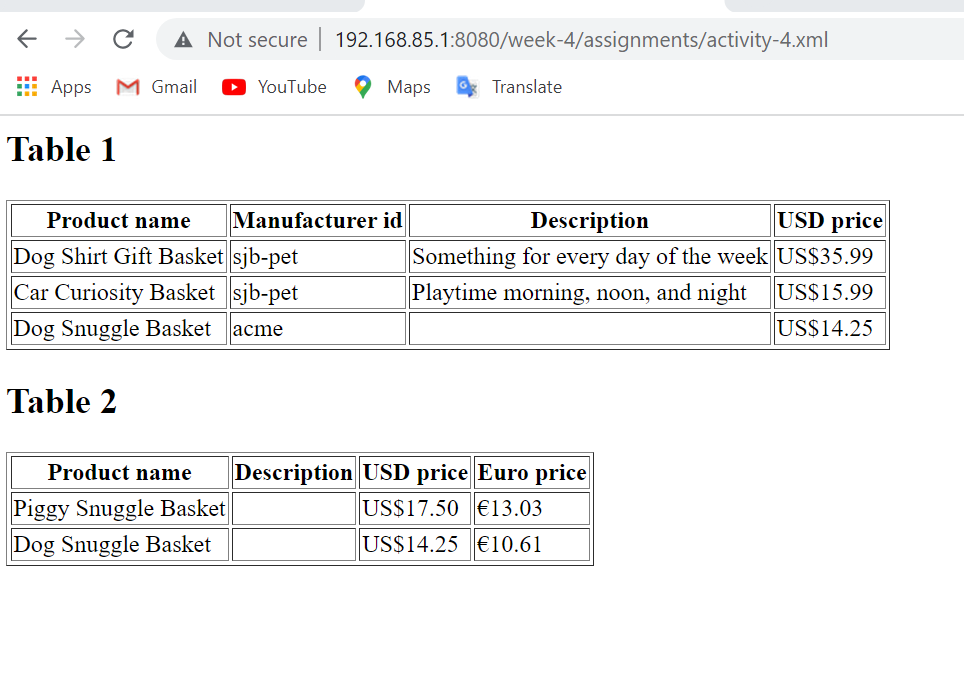 Not secure | 192.168.85.1:8080/week-4/assignments/activity-4.xml
Apps Gmail YouTube Maps Translate
Table 1
Product name Manufacturer id Description USD price
Dog Shirt Gift Basket sjb-pet Something for every day of the week US$35.99
Car Curiosity Basket sjb-pet Playtime morning, noon, and night US$15.99
Dog Snuggle Basket acme US$14.25
Table 2
Product name Description USD price Euro price
Piggy Snuggle Basket US$17.50 €13.03
Dog Snuggle Basket US$14.25 €10.61